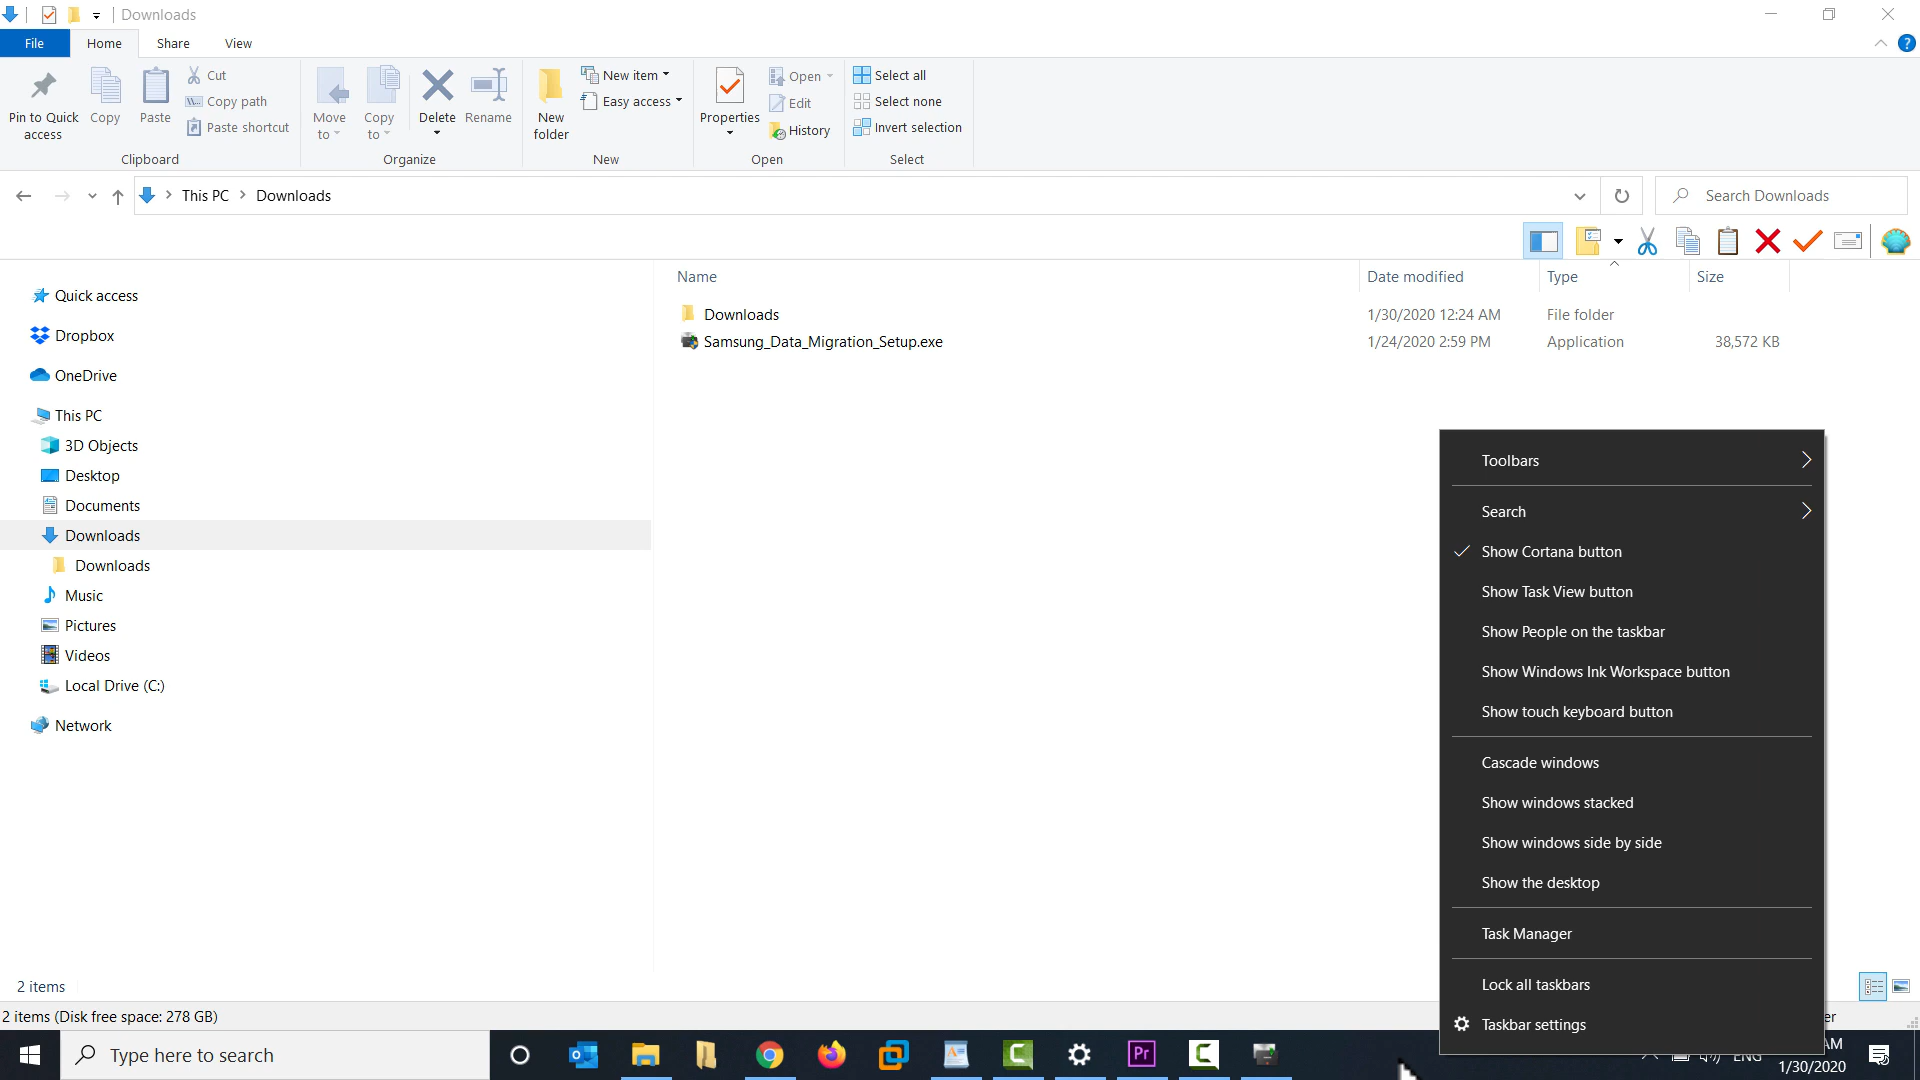 Downloads
File Home Share View
Pin to Quick access
Copy
Paste
Cut
Copy path
Paste shortcut
Clipboard
Move to
Copy to
Delete
Rename
Organize
New folder
New item
Easy access
New
Properties
Open
Edit
History
Open
Select all
Select none
Invert selection
Select
This PC > Downloads
Search Downloads
Name Date modified Type Size
Downloads 1/30/2020 12:24 AM File folder
Samsung_Data_Migration_Setup.exe 1/24/2020 2:59 PM Application 38,572 KB
Quick access
Dropbox
OneDrive
This PC
3D Objects
Desktop
Documents
Downloads
Downloads
Music
Pictures
Videos
Local Drive (C:)
Network
Toolbars
Search
Show Cortana button
Show Task View button
Show People on the taskbar
Show Windows Ink Workspace button
Show touch keyboard button
Cascade windows
Show windows stacked
Show windows side by side
Show the desktop
Task Manager
Lock all taskbars
Taskbar settings
2 items
2 items (Disk free space: 278 GB)
er
Type here to search
Pr
ENG
AM
1/30/2020